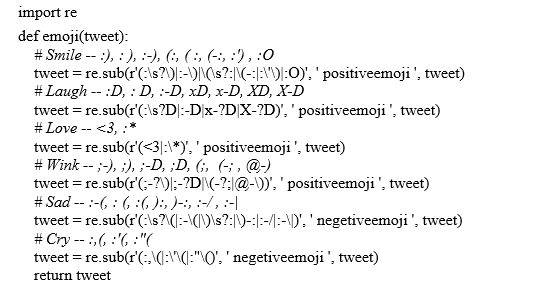 import re
def emoji(tweet):
# Smile -- :), : ), :-), (:, ( :, (-:, :') , :O
tweet = re.sub(r'(:\s?\)|:-\)|\(\s?:|\(-:|:\'\)|:O)', ' positiveemoji ', tweet)
# Laugh -- :D, : D, :-D, xD, x-D, XD, X-D
tweet = re.sub(r'(:\s?D|:-D|x-?D|X-?D)', ' positiveemoji ', tweet)
# Love -- <3, :*
tweet = re.sub(r'(<3|:\*)', ' positiveemoji ', tweet)
# Wink -- ;-), ;), ;-D, ;D, (;, (-; , @-)
tweet = re.sub(r'(;-?\)|;-?D|\(-?;|@-\))', ' positiveemoji ', tweet)
# Sad -- :-(, : (, :(, ):, )-:, :-/ , :-|
tweet = re.sub(r'(:\s?\(|:-\(|\)\s?:|\)-:|:-/|:-\|)', ' negetiveemoji ', tweet)
# Cry -- :,(, :'(, :"(
tweet = re.sub(r'(:,\(|:\'\(|:"\()', ' negetiveemoji ', tweet)
return tweet